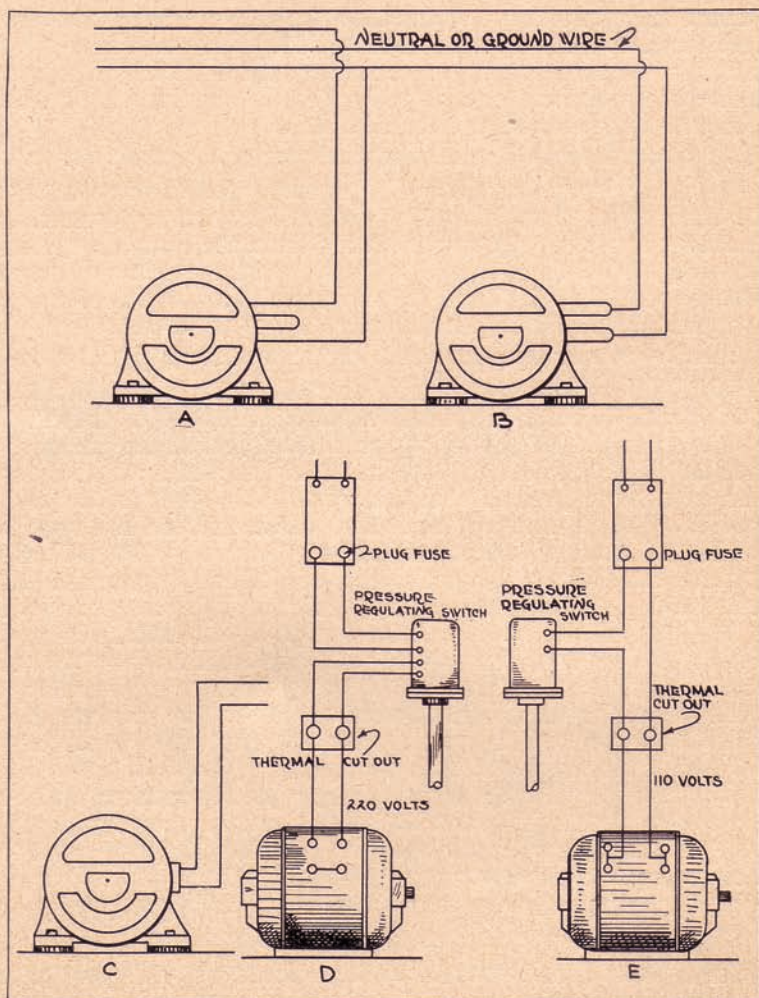 NEUTRAL OR GROUND WIRE
A
B
PLUG FUSE
PLUG FUSE
PRESSURE
REGULATING SWITCH
PRESSURE
REGULATING
SWITCH
THERMAL
CUT OUT
THERMAL CUT OUT
220 VOLTS
110 VOLTS
C
D
E